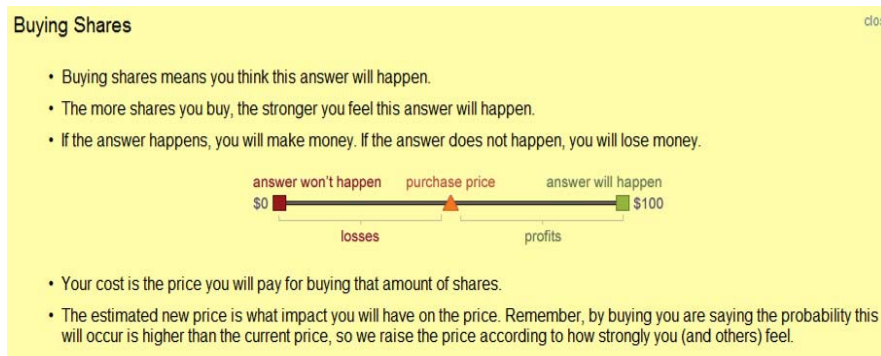 Buying Shares
clos
• Buying shares means you think this answer will happen.
• The more shares you buy, the stronger you feel this answer will happen.
• If the answer happens, you will make money. If the answer does not happen, you will lose money.
answer won't happen purchase price answer will happen
$0 $100
losses profits
• Your cost is the price you will pay for buying that amount of shares.
• The estimated new price is what impact you will have on the price. Remember, by buying you are saying the probability this
will occur is higher than the current price, so we raise the price according to how strongly you (and others) feel.